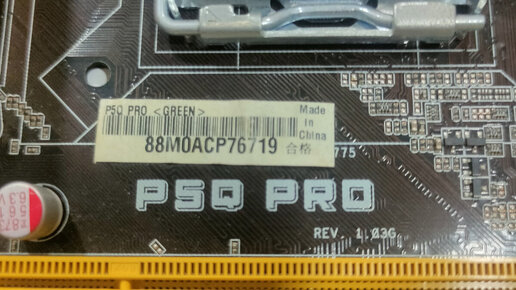 P5Q PRO <GREEN>
Made
in
China
88M0ACP76719 合格
775
P5Q PRO
REV. 1.03G